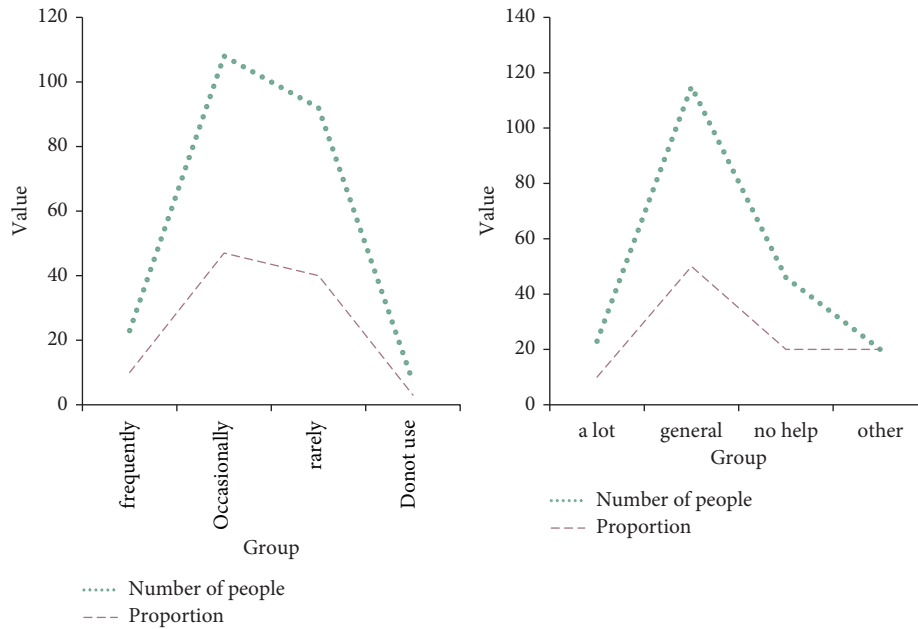 120
100
80
60
40
20
0
Value
frequently
Occasionally
rarely
Donot use
Group
Number of people
Proportion
140
120
100
80
60
40
20
0
Value
a lot
general
no help
other
Group
Number of people
Proportion